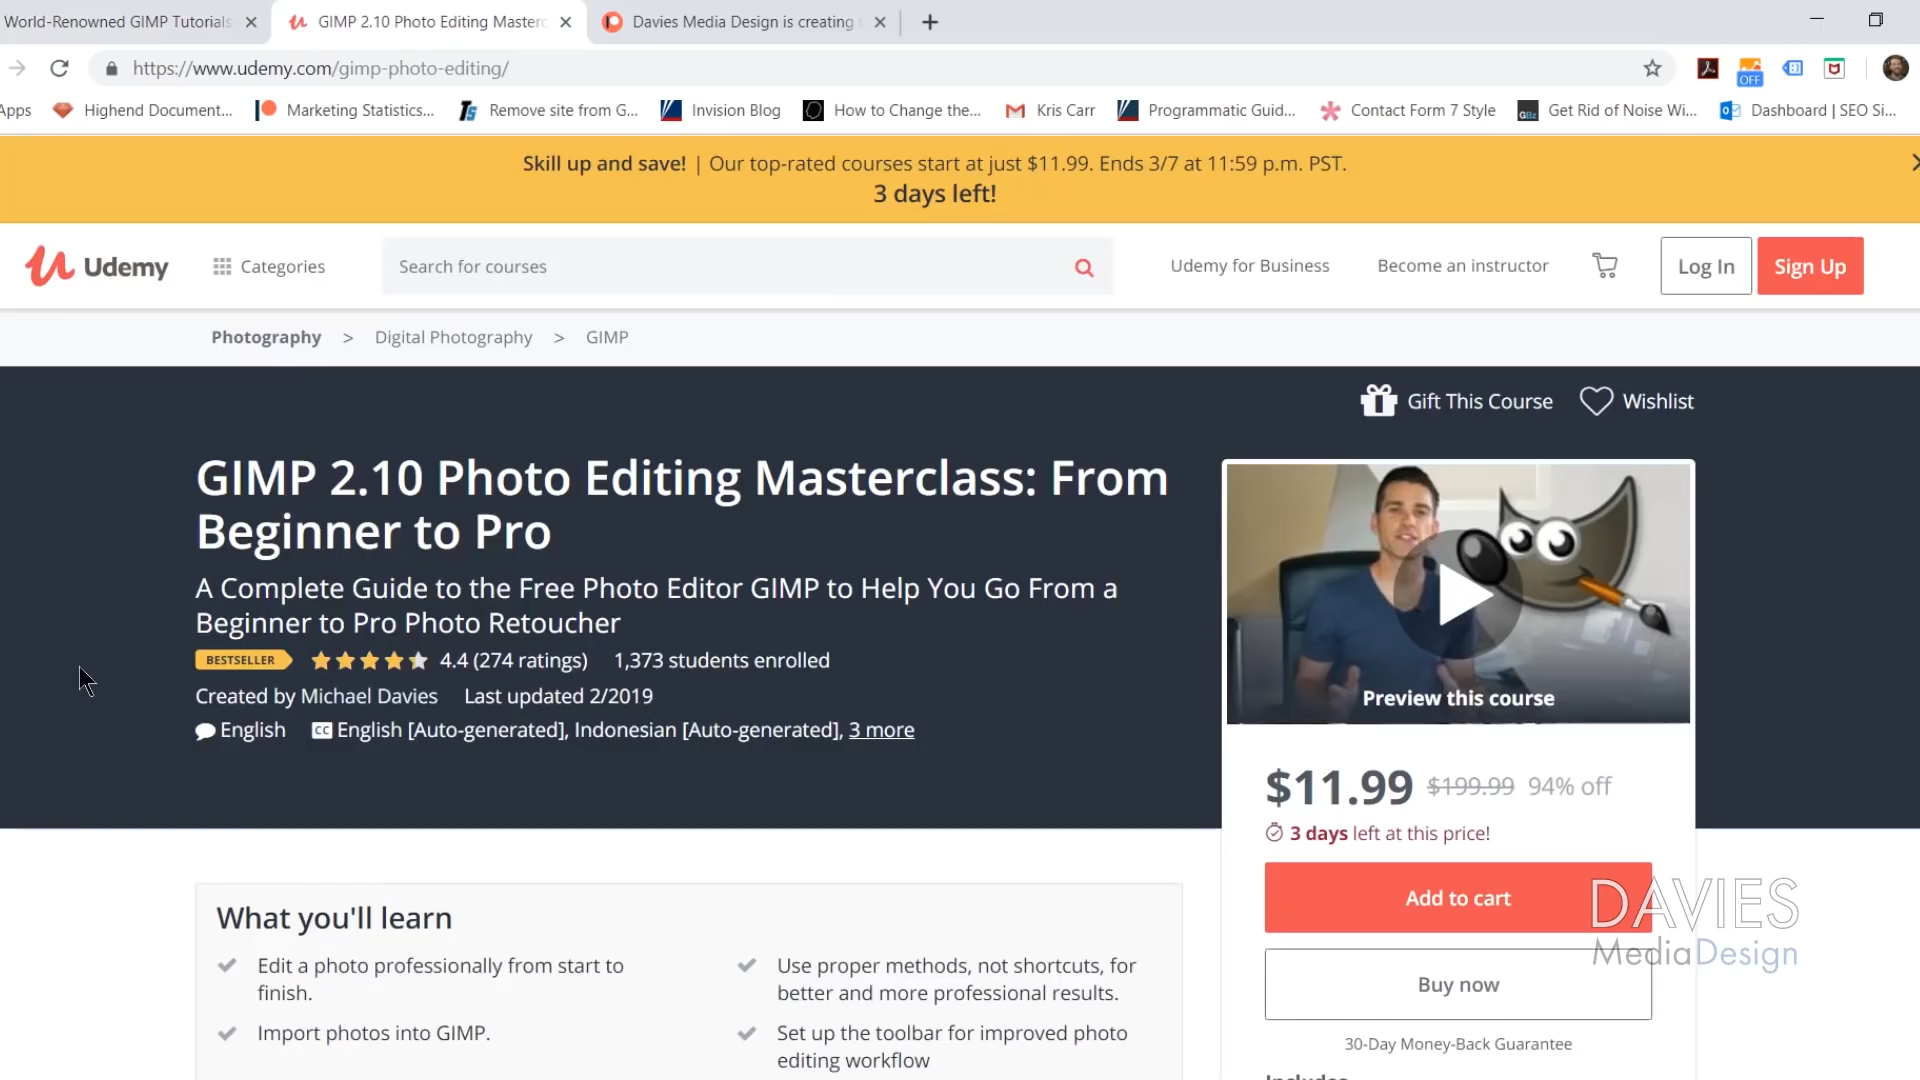 World-Renowned GIMP Tutorials
GIMP 2.10 Photo Editing Masterc
Davies Media Design is creating
https://www.udemy.com/gimp-photo-editing/
OFF
Apps
Highend Document...
Marketing Statistics...
Remove site from G...
Invision Blog
How to Change the...
Kris Carr
Programmatic Guid...
Contact Form 7 Style
Get Rid of Noise Wi...
Dashboard | SEO Si...
Skill up and save! | Our top-rated courses start at just $11.99. Ends 3/7 at 11:59 p.m. PST.
3 days left!
Udemy
Categories
Search for courses
Udemy for Business
Become an instructor
Log In
Sign Up
Photography > Digital Photography > GIMP
Gift This Course
Wishlist
GIMP 2.10 Photo Editing Masterclass: From
Beginner to Pro
A Complete Guide to the Free Photo Editor GIMP to Help You Go From a
Beginner to Pro Photo Retoucher
BESTSELLER 4.4 (274 ratings) 1,373 students enrolled
Created by Michael Davies Last updated 2/2019
English CC English [Auto-generated], Indonesian [Auto-generated], 3 more
Preview this course
$11.99 $199.99 94% off
3 days left at this price!
Add to cart
DAVIES
MediaDesign
Buy now
30-Day Money-Back Guarantee
Includes
What you'll learn
Edit a photo professionally from start to
finish.
Import photos into GIMP.
Use proper methods, not shortcuts, for
better and more professional results.
Set up the toolbar for improved photo
editing workflow